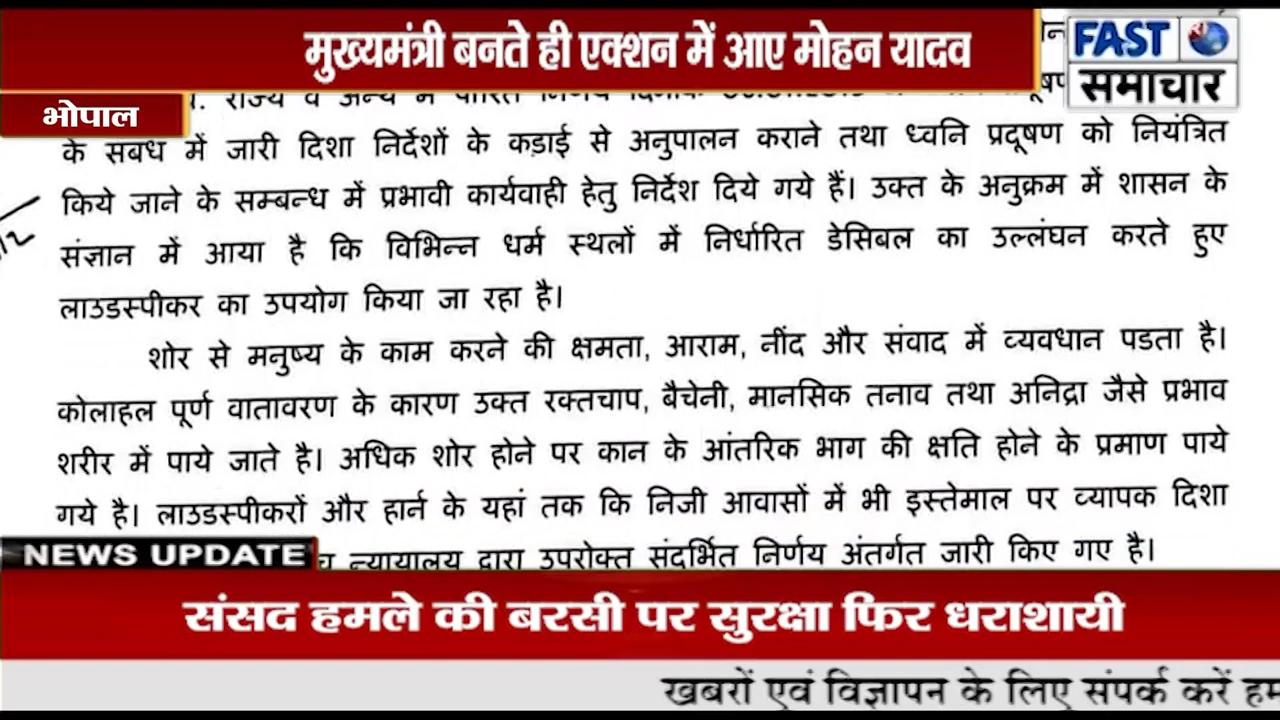 मुख्यमंत्री बनते ही एक्शन में आए मोहन यादव
FAST
समाचार
भोपाल
राज्य व अन्य में पारित निर्णय दिनांक
के सबध में जारी दिशा निर्देशों के कड़ाई से अनुपालन कराने तथा ध्वनि प्रदूषण को नियंत्रित
किये जाने के सम्बन्ध में प्रभावी कार्यवाही हेतु निर्देश दिये गये हैं। उक्त के अनुक्रम में शासन के
संज्ञान में आया है कि विभिन्न धर्म स्थलों में निर्धारित डेसिबल का उल्लंघन करते हुए
लाउडस्पीकर का उपयोग किया जा रहा है।
शोर से मनुष्य के काम करने की क्षमता, आराम, नींद और संवाद में व्यवधान पडता है।
कोलाहल पूर्ण वातावरण के कारण उक्त रक्तचाप, बैचेनी, मानसिक तनाव तथा अनिद्रा जैसे प्रभाव
शरीर में पाये जाते है। अधिक शोर होने पर कान के आंतरिक भाग की क्षति होने के प्रमाण पाये
गये है। लाउडस्पीकरों और हार्न के यहां तक कि निजी आवासों में भी इस्तेमाल पर व्यापक दिशा
न्यायालय द्वारा उपरोक्त संदर्भित निर्णय अंतर्गत जारी किए गए है।
NEWS UPDATE
संसद हमले की बरसी पर सुरक्षा फिर धराशायी
खबरों एवं विज्ञापन के लिए संपर्क करें हम